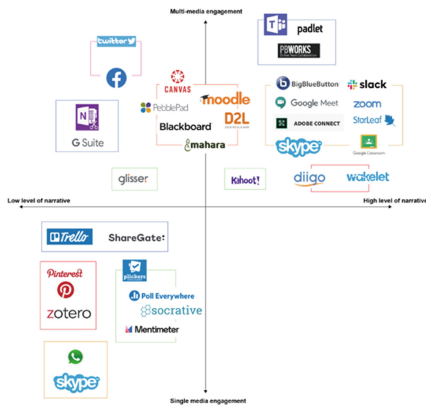 Multi-media engagement
twitter
padlet
PBWORKS
CANVAS
BigBlueButton
slack
PebblePad
moodle
Google Meet
zoom
G Suite
Blackboard
D2L
ADOBE CONNECT
StarLeaf
mahara
skype
Google Classroom
glisser
Kahoot!
diigo
wakelet
Low level of narrative
High level of narrative
Trello
ShareGate:
Pinterest
plickers
Poll Everywhere
zotero
socrative
Mentimeter
skype
Single media engagement